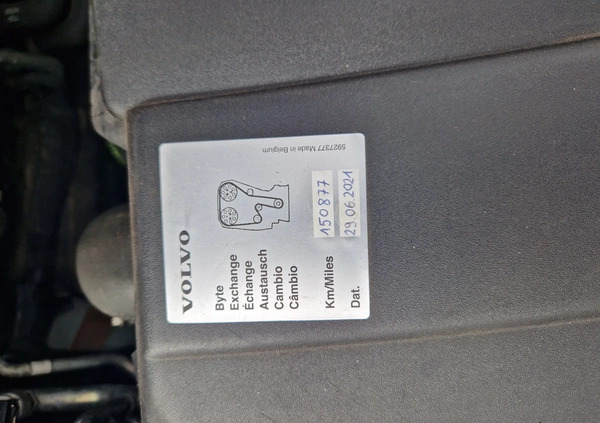 VOLVO
Byte
Exchange
Échange
Austausch
Cambio
Câmbio
Km/Miles 150877
Dat. 29.06.2021
5927377 Made in Belgium